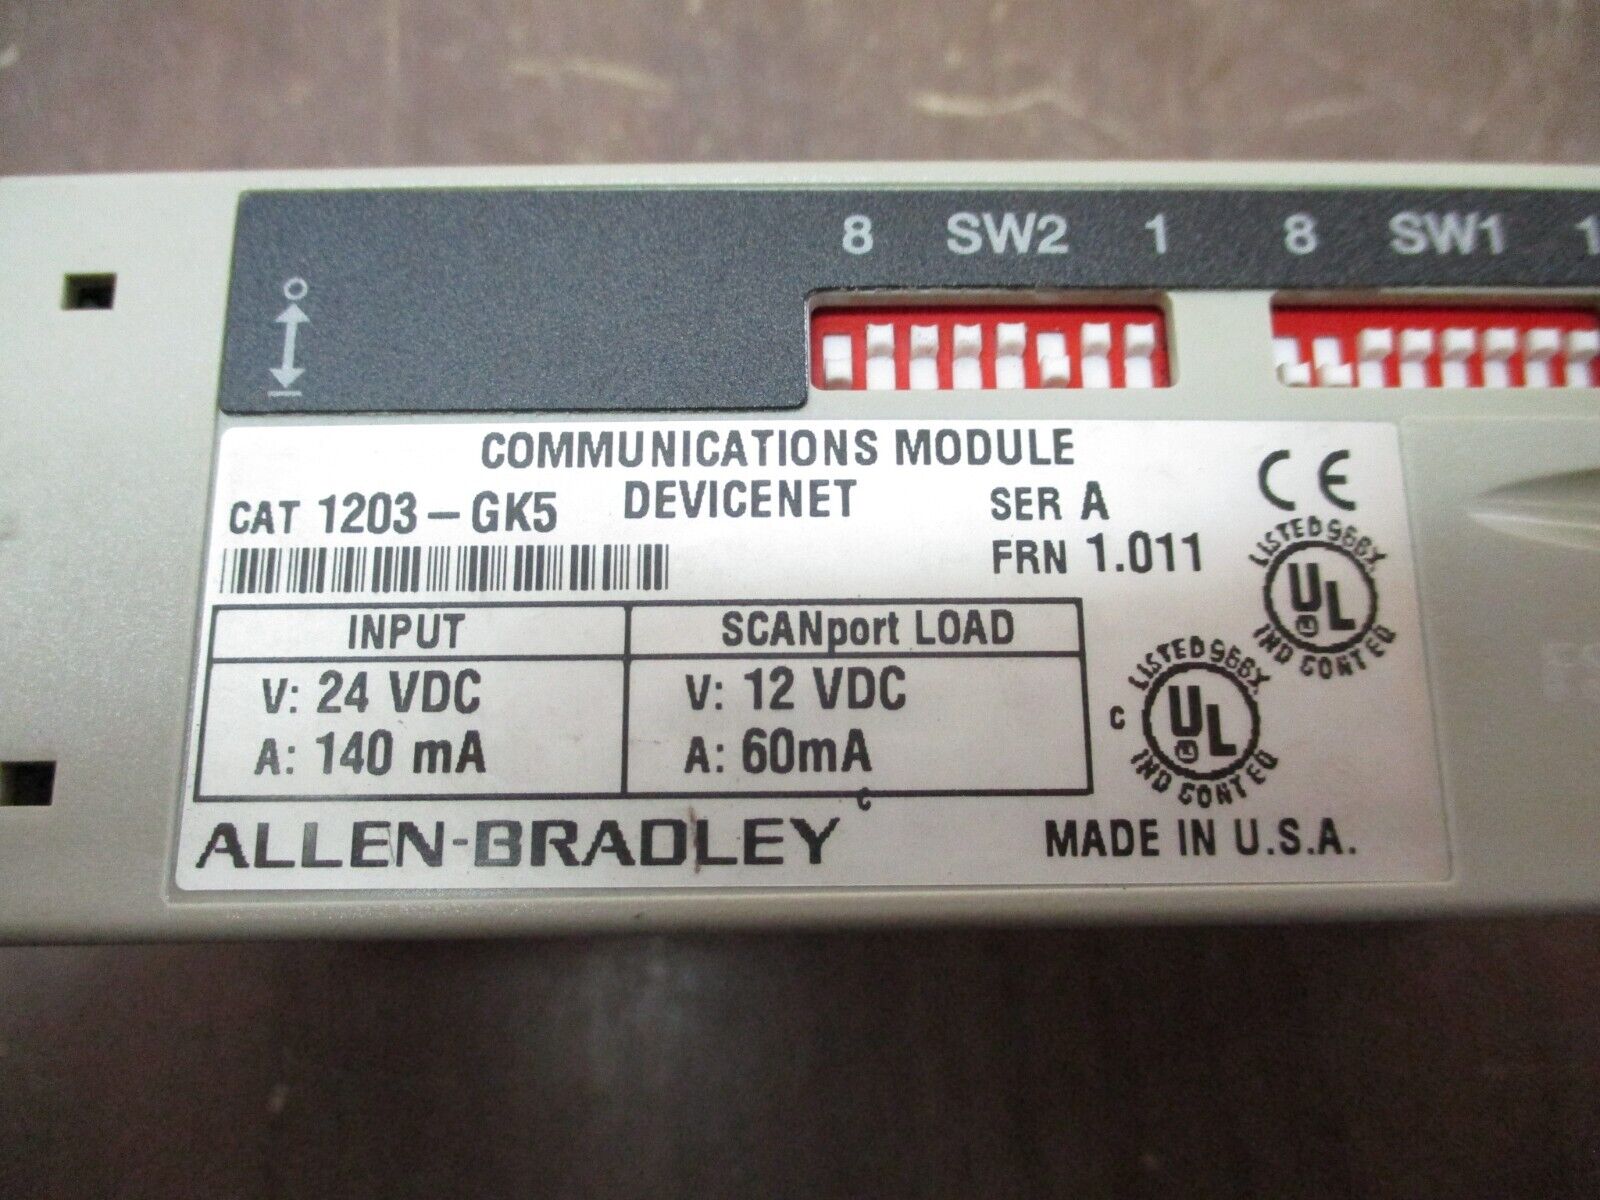 8 SW2 1 8 SW1 1
COMMUNICATIONS MODULE
CAT 1203-GK5 DEVICENET SER A
FRN 1.011
CE
LISTED 966X
UL
IND CONT EQ
INPUT SCANport LOAD
V: 24 VDC V: 12 VDC
A: 140 mA A: 60mA
C
LISTED 966X
UL
IND CONT EQ
ALLEN-BRADLEY MADE IN U.S.A.